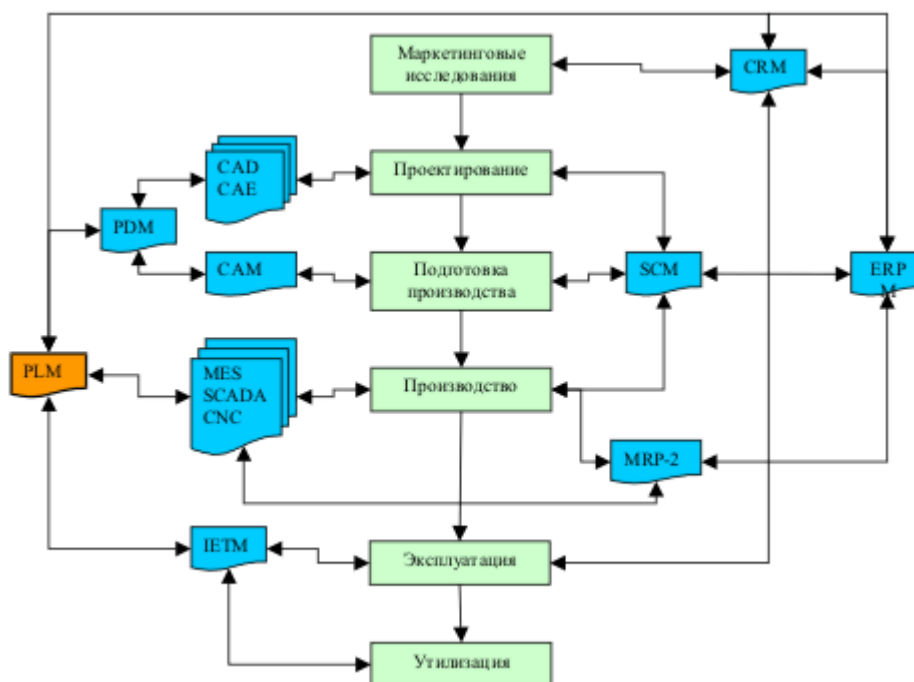 Маркетинговые
исследования
CRM
CAD
CAE
Проектирование
PDM
CAM
Подготовка
производства
SCM
ERP
M
PLM
MES
SCADA
CNC
Производство
MRP-2
IETM
Эксплуатация
Утилизация